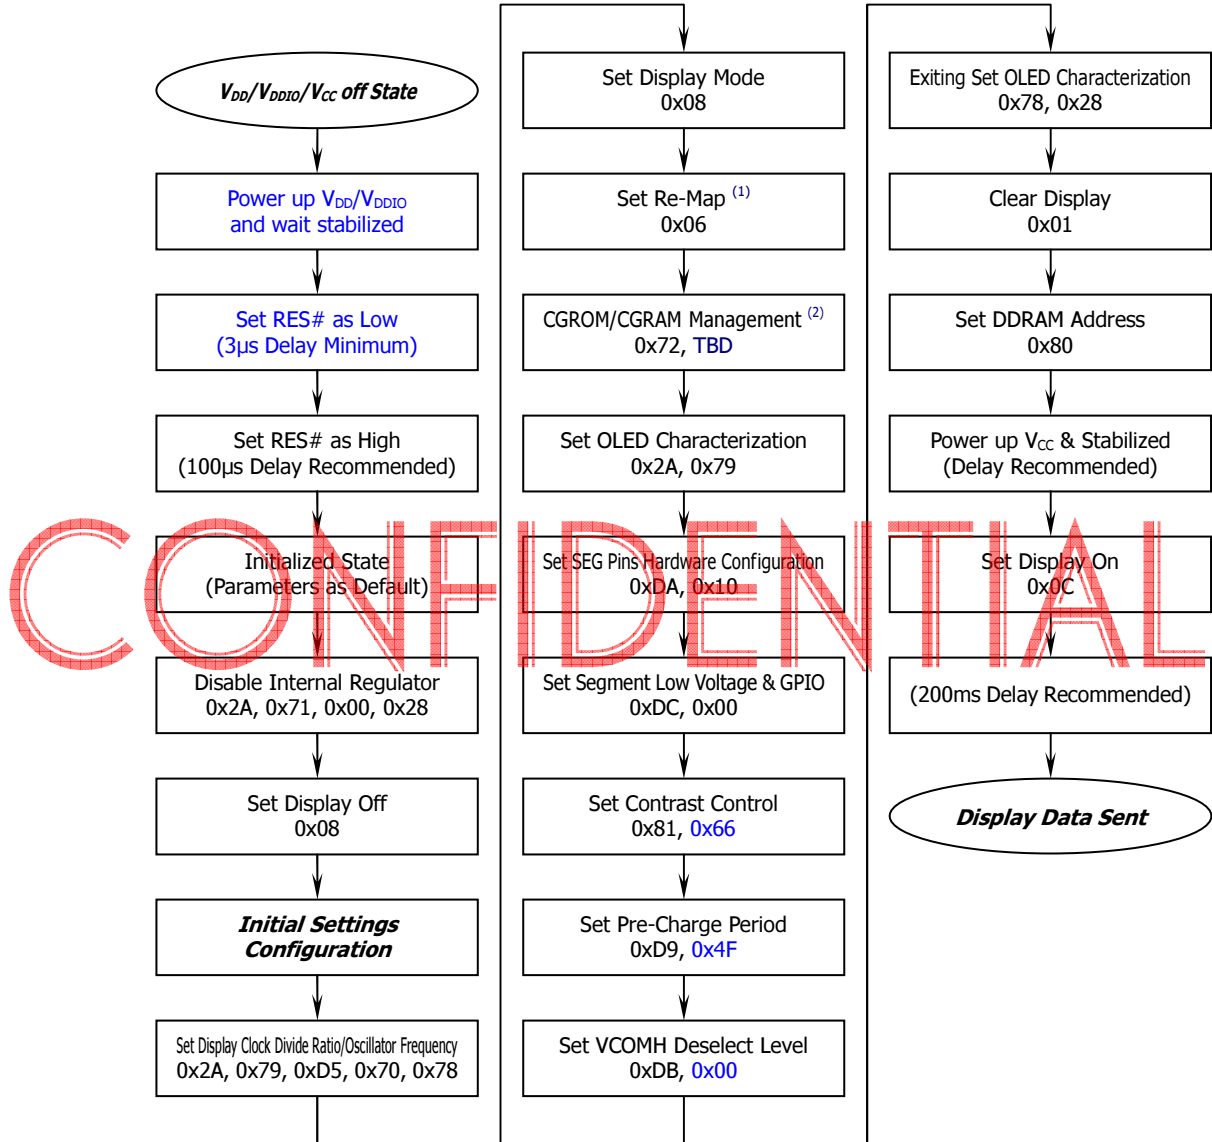 VDD/VDDIO/VCC off State
Power up VDD/VDDIO
and wait stabilized
Set RES# as Low
(3µs Delay Minimum)
Set RES# as High
(100µs Delay Recommended)
Initialized State
(Parameters as Default)
Disable Internal Regulator
0x2A, 0x71, 0x00, 0x28
Set Display Off
0x08
Initial Settings
Configuration
Set Display Clock Divide Ratio/Oscillator Frequency
0x2A, 0x79, 0xD5, 0x70, 0x78
Set Display Mode
0x08
Set Re-Map (1)
0x06
CGROM/CGRAM Management (2)
0x72, TBD
Set OLED Characterization
0x2A, 0x79
Set SEG Pins Hardware Configuration
0xDA, 0x10
Set Segment Low Voltage & GPIO
0xDC, 0x00
Set Contrast Control
0x81, 0x66
Set Pre-Charge Period
0xD9, 0x4F
Set VCOMH Deselect Level
0xDB, 0x00
Exiting Set OLED Characterization
0x78, 0x28
Clear Display
0x01
Set DDRAM Address
0x80
Power up VCC & Stabilized
(Delay Recommended)
Set Display On
0x0C
(200ms Delay Recommended)
Display Data Sent
CONFIDENTIAL